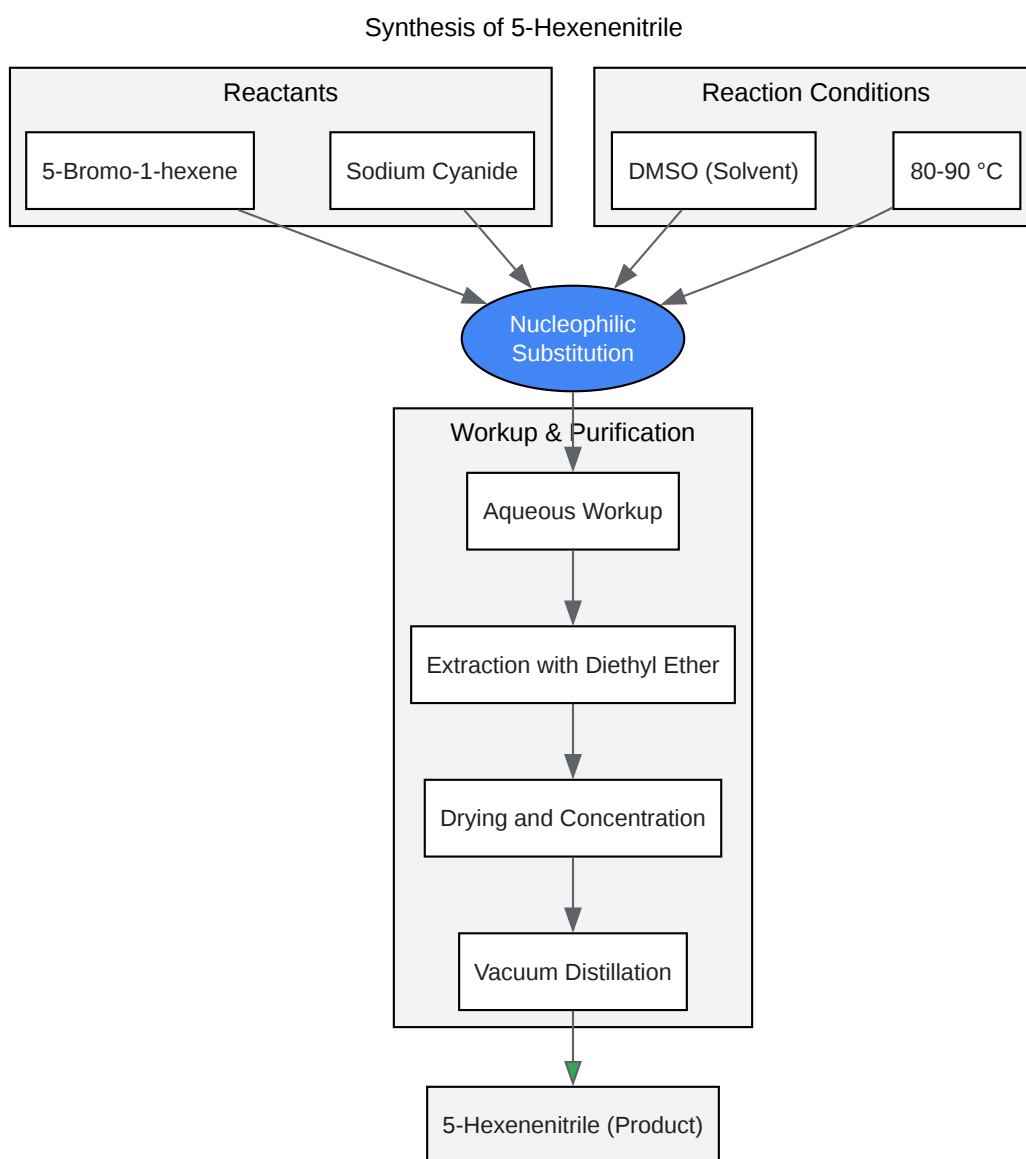 Synthesis of 5-Hexenenitrile
Reactants
Reaction Conditions
5-Bromo-1-hexene
Sodium Cyanide
DMSO (Solvent)
80-90 °C
Nucleophilic
Substitution
Workup & Purification
Aqueous Workup
Extraction with Diethyl Ether
Drying and Concentration
Vacuum Distillation
5-Hexenenitrile (Product)